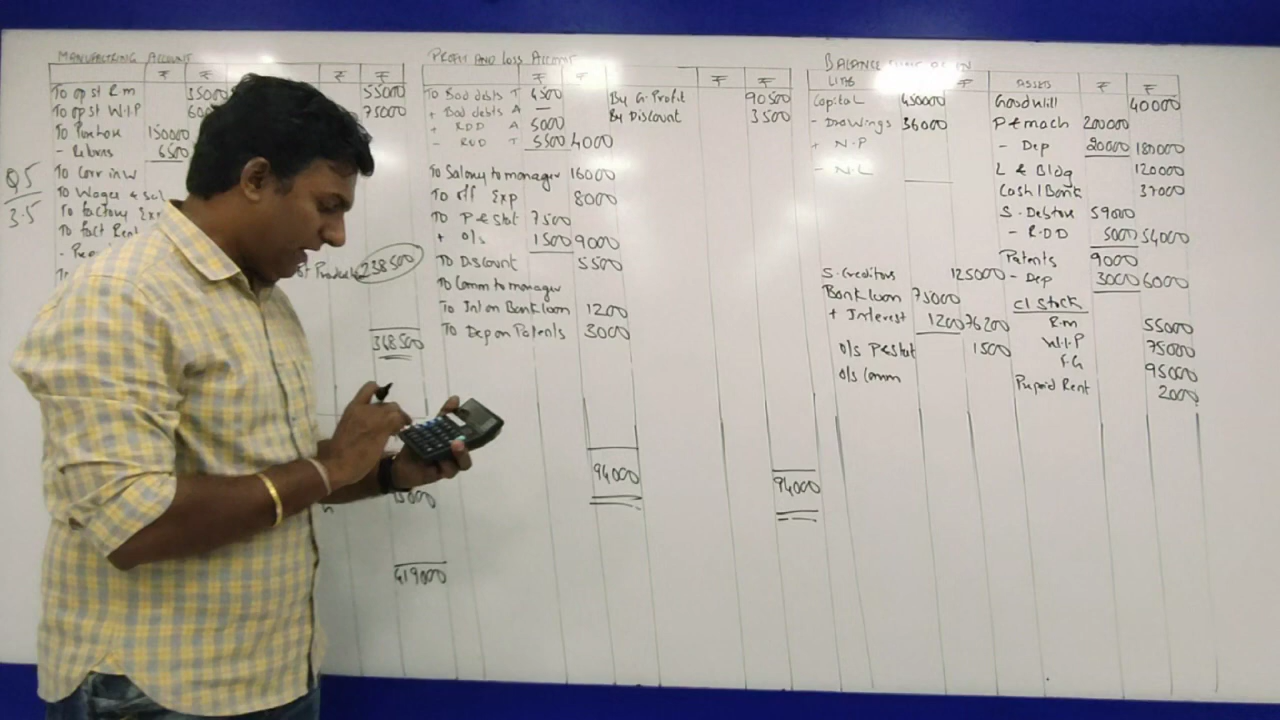 MANUFACTRING ACCOUNT
₹ ₹ ₹ ₹
To op st R.m 35000 55000
To op st W.I.P 75000
To Purchase 150000
- Returns 6500
To Carr in W
To Wages & sal
To factory Exp
To fact Rent
Q5
3.5
238500
368500
15000
419000
PROFIT AND LOSS ACCOUNT
₹ ₹ ₹ ₹
To Bad debts T 4500 By G.Profit 90500
+ Bad debts A — By Discount 3500
+ RDD A 5000
- RDD T 5500 4000
To Salary to manager 16000
To off Exp 8000
To P & Stat 7500
+ O/s 1500 9000
To Discount 5500
To Comm to manager
To Int on Bank loan 1200
To Dep on Patents 3000
94000 94000
BALANCE SHEET AS IN
LIAB ₹ ASSETS ₹ ₹
Capital 450000 Goodwill 40000
- Drawings 36000 P & mach 200000
+ N.P - Dep 20000 180000
- N.L L & Bldg 120000
Cash/Bank 37000
S.Debtors 59000
- R.D.D 5000 54000
Patents 9000
S.Creditors 125000 - Dep 3000 6000
Bank loan 75000 Cl Stock
+ Interest 1200 76200 R.m 55000
O/s P&Stat 1500 W.I.P 75000
O/s Comm F.G 95000
Prepaid Rent 2000